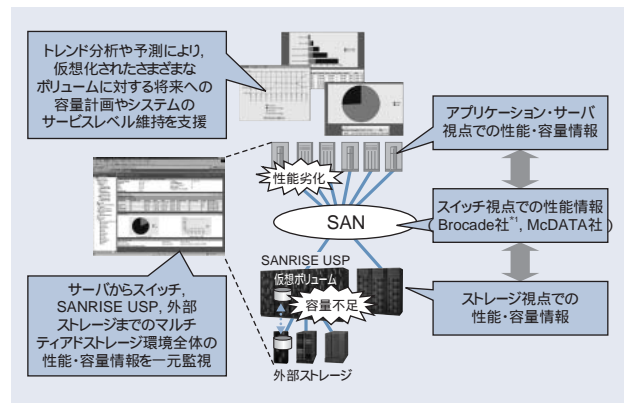 トレンド分析や予測により,
仮想化されたさまざまな
ボリュームに対する将来への
容量計画やシステムの
サービスレベル維持を支援
アプリケーション・サーバ
視点での性能・容量情報
性能劣化
SAN
スイッチ視点での性能情報
(Brocade社*1, McDATA社)
SANRISE USP
仮想ボリューム
容量不足
サーバからスイッチ,
SANRISE USP, 外部
ストレージまでのマルチ
ティアドストレージ環境全体の
性能・容量情報を一元監視
ストレージ視点での
性能・容量情報
外部ストレージ